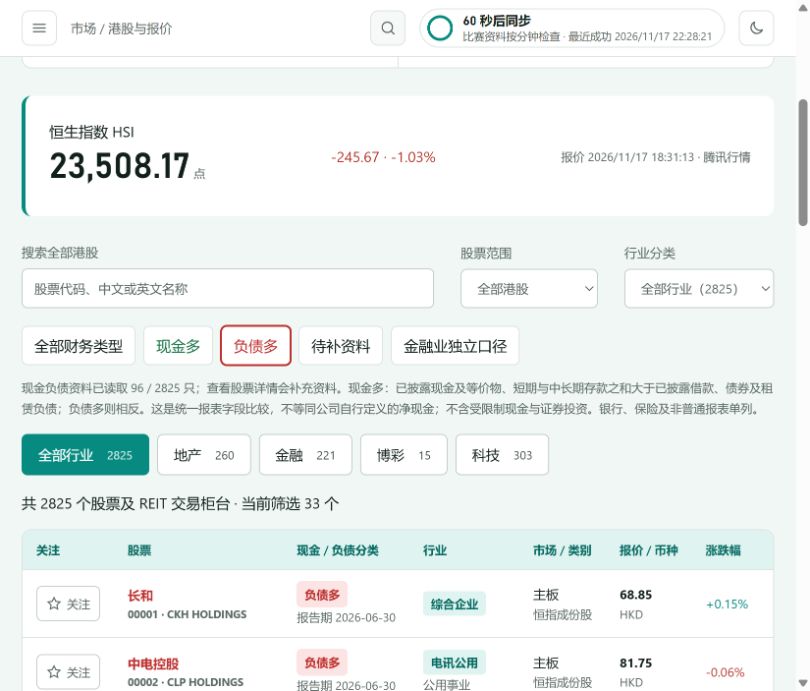 市场 / 港股与报价
60 秒后同步
比赛资料按分钟检查 · 最近成功 2026/11/17 22:28:21
恒生指数 HSI
23,508.17 点
-245.67 · -1.03%
报价 2026/11/17 18:31:13 · 腾讯行情
搜索全部港股
股票范围
行业分类
股票代码、中文或英文名称
全部港股
全部行业（2825）
全部财务类型
现金多
负债多
待补资料
金融业独立口径
现金负债资料已读取 96 / 2825 只；查看股票详情会补充资料。现金多：已披露现金及等价物、短期与中长期存款之和大于已披露借款、债券及租
赁负债；负债多则相反。这是统一报表字段比较，不等同公司自行定义的净现金；不含受限制现金与证券投资。银行、保险及非普通报表单列。
全部行业 2825
地产 260
金融 221
博彩 15
科技 303
共 2825 个股票及 REIT 交易柜台 · 当前筛选 33 个
关注 股票 现金 / 负债分类 行业 市场 / 类别 报价 / 币种 涨跌幅
关注
长和
00001 · CKH HOLDINGS
负债多
报告期 2026-06-30
综合企业
主板
恒指成份股
68.85
HKD
+0.15%
关注
中电控股
00002 · CLP HOLDINGS
负债多
报告期 2026-06-30
电讯公用
公用事业
主板
恒指成份股
81.75
HKD
-0.06%